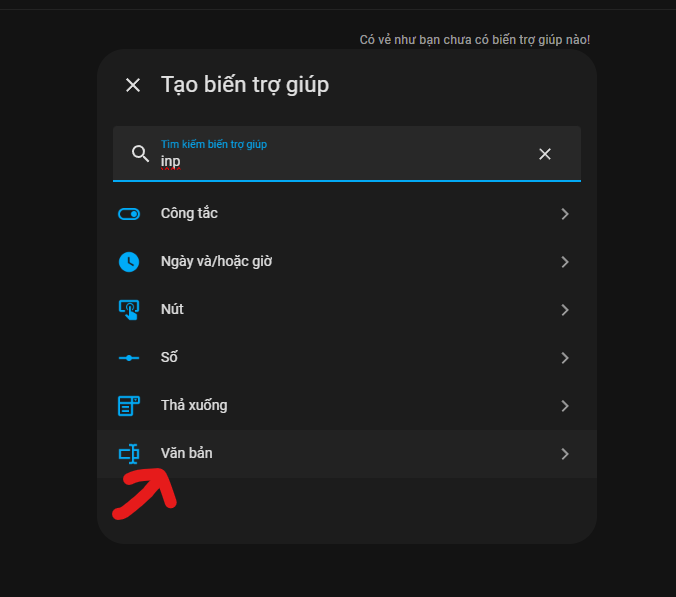 Có vẻ như bạn chưa có biến trợ giúp nào!
Tạo biến trợ giúp
Tìm kiếm biến trợ giúp
inp
Công tắc
Ngày và/hoặc giờ
Nút
Số
Thả xuống
Văn bản